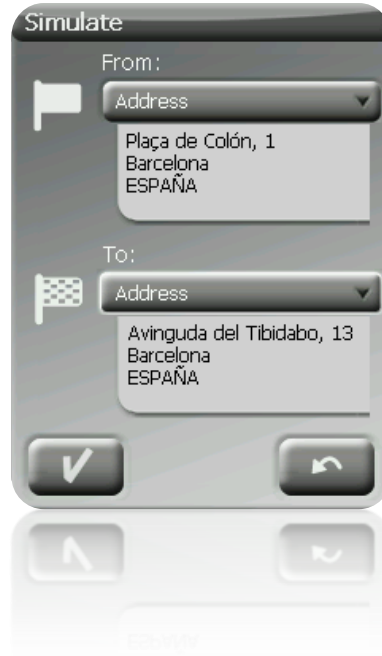 Simulate
From:
Address
Plaça de Colón, 1
Barcelona
ESPAÑA
To:
Address
Avinguda del Tibidabo, 13
Barcelona
ESPAÑA